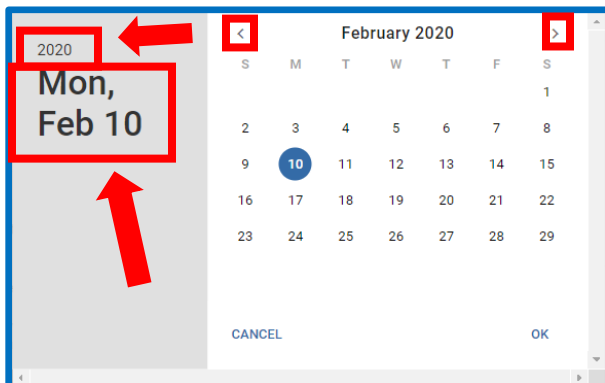 2020
Mon,
Feb 10
February 2020
S M T W T F S
1
2 3 4 5 6 7 8
9 10 11 12 13 14 15
16 17 18 19 20 21 22
23 24 25 26 27 28 29
CANCEL OK